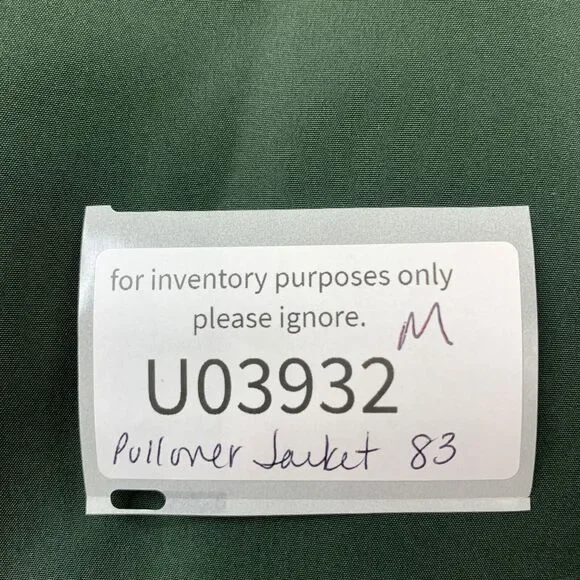 for inventory purposes only
please ignore.
M
U03932
Pullover Jacket 83